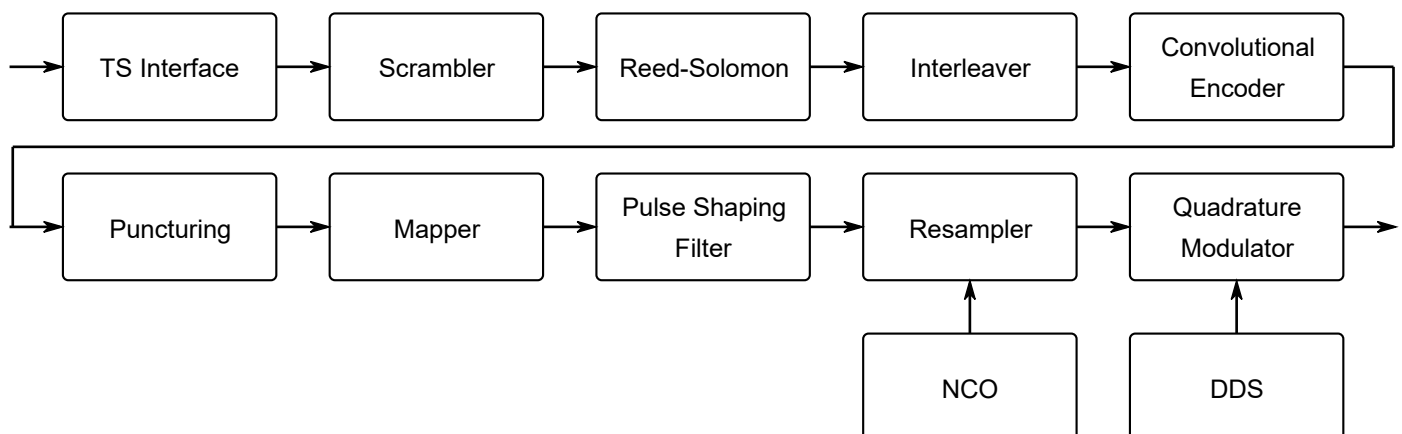 TS Interface
Scrambler
Reed-Solomon
Interleaver
Convolutional
Encoder
Puncturing
Mapper
Pulse Shaping
Filter
Resampler
Quadrature
Modulator
NCO
DDS